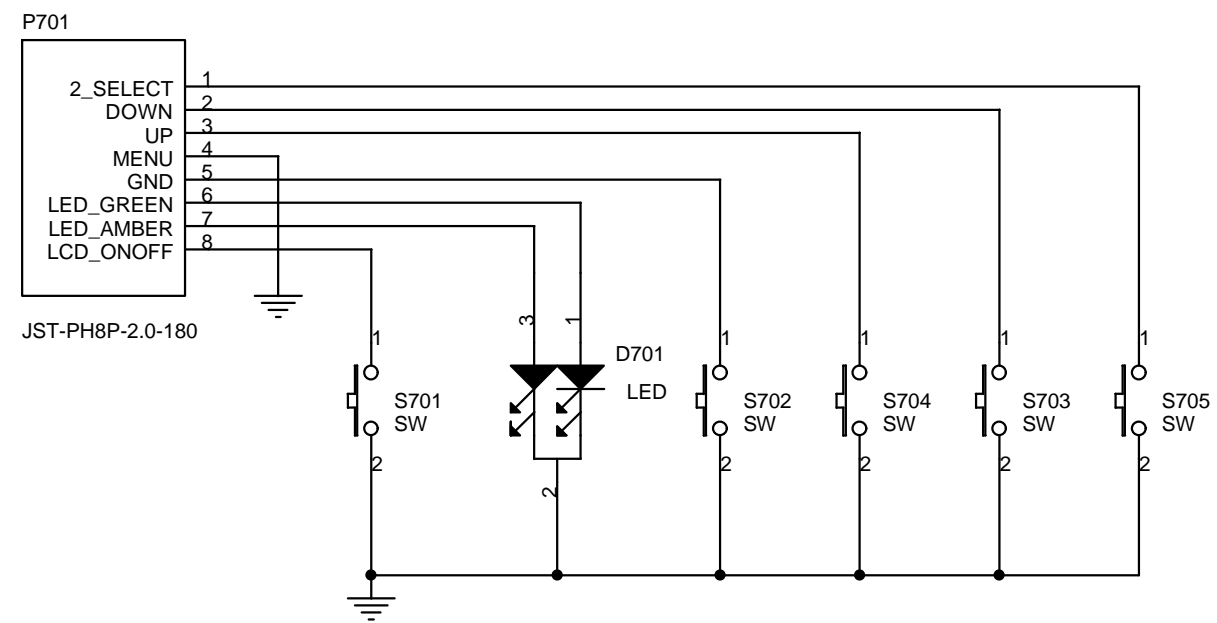 P701
2_SELECT 1
DOWN 2
UP 3
MENU 4
GND 5
LED_GREEN 6
LED_AMBER 7
LCD_ONOFF 8
JST-PH8P-2.0-180
3 1
1 1 1 1 1
D701
LED
S701 S702 S704 S703 S705
SW SW SW SW SW
2 2 2 2 2
2